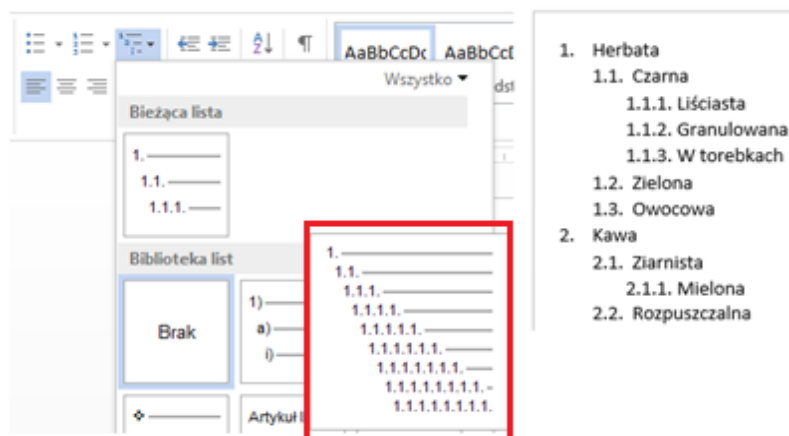 AaBbCcDc AaBbCcD
Wszystko
Bieżąca lista
1.
1.1.
1.1.1.
Biblioteka list
Brak
1)
a)
i)
Artykuł
1.
1.1.
1.1.1.
1.1.1.1.
1.1.1.1.1.
1.1.1.1.1.1.
1.1.1.1.1.1.1.
1.1.1.1.1.1.1.1.
1.1.1.1.1.1.1.1.1.
1. Herbata
1.1. Czarna
1.1.1. Liściasta
1.1.2. Granulowana
1.1.3. W torebkach
1.2. Zielona
1.3. Owocowa
2. Kawa
2.1. Ziarnista
2.1.1. Mielona
2.2. Rozpuszczalna